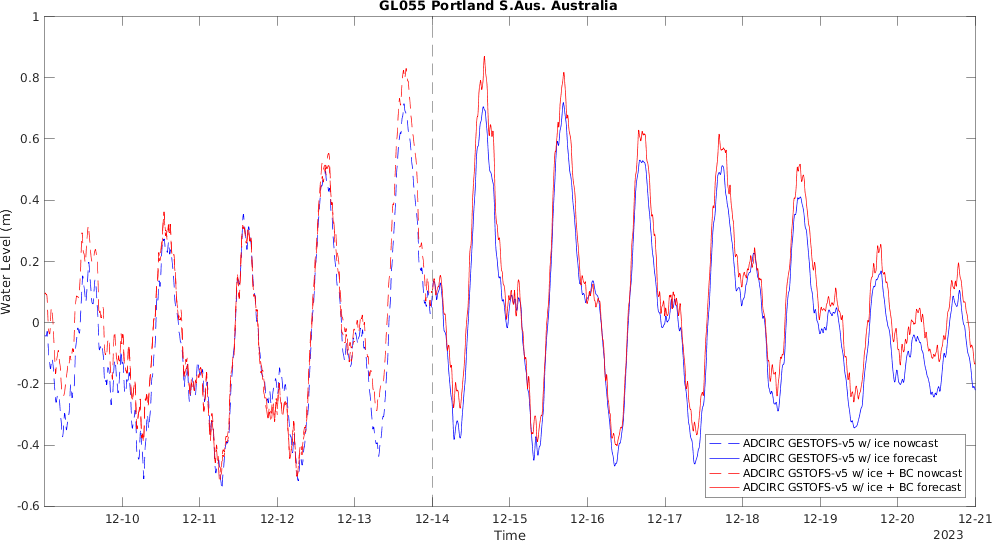 GL055 Portland S.Aus. Australia
1
0.8
0.6
0.4
0.2
0
-0.2
-0.4
-0.6
Water Level (m)
ADCIRC GESTOFS-v5 w/ ice nowcast
ADCIRC GESTOFS-v5 w/ ice forecast
ADCIRC GSTOFS-v5 w/ ice + BC nowcast
ADCIRC GSTOFS-v5 w/ ice + BC forecast
12-10 12-11 12-12 12-13 12-14 12-15 12-16 12-17 12-18 12-19 12-20 12-21
Time
2023